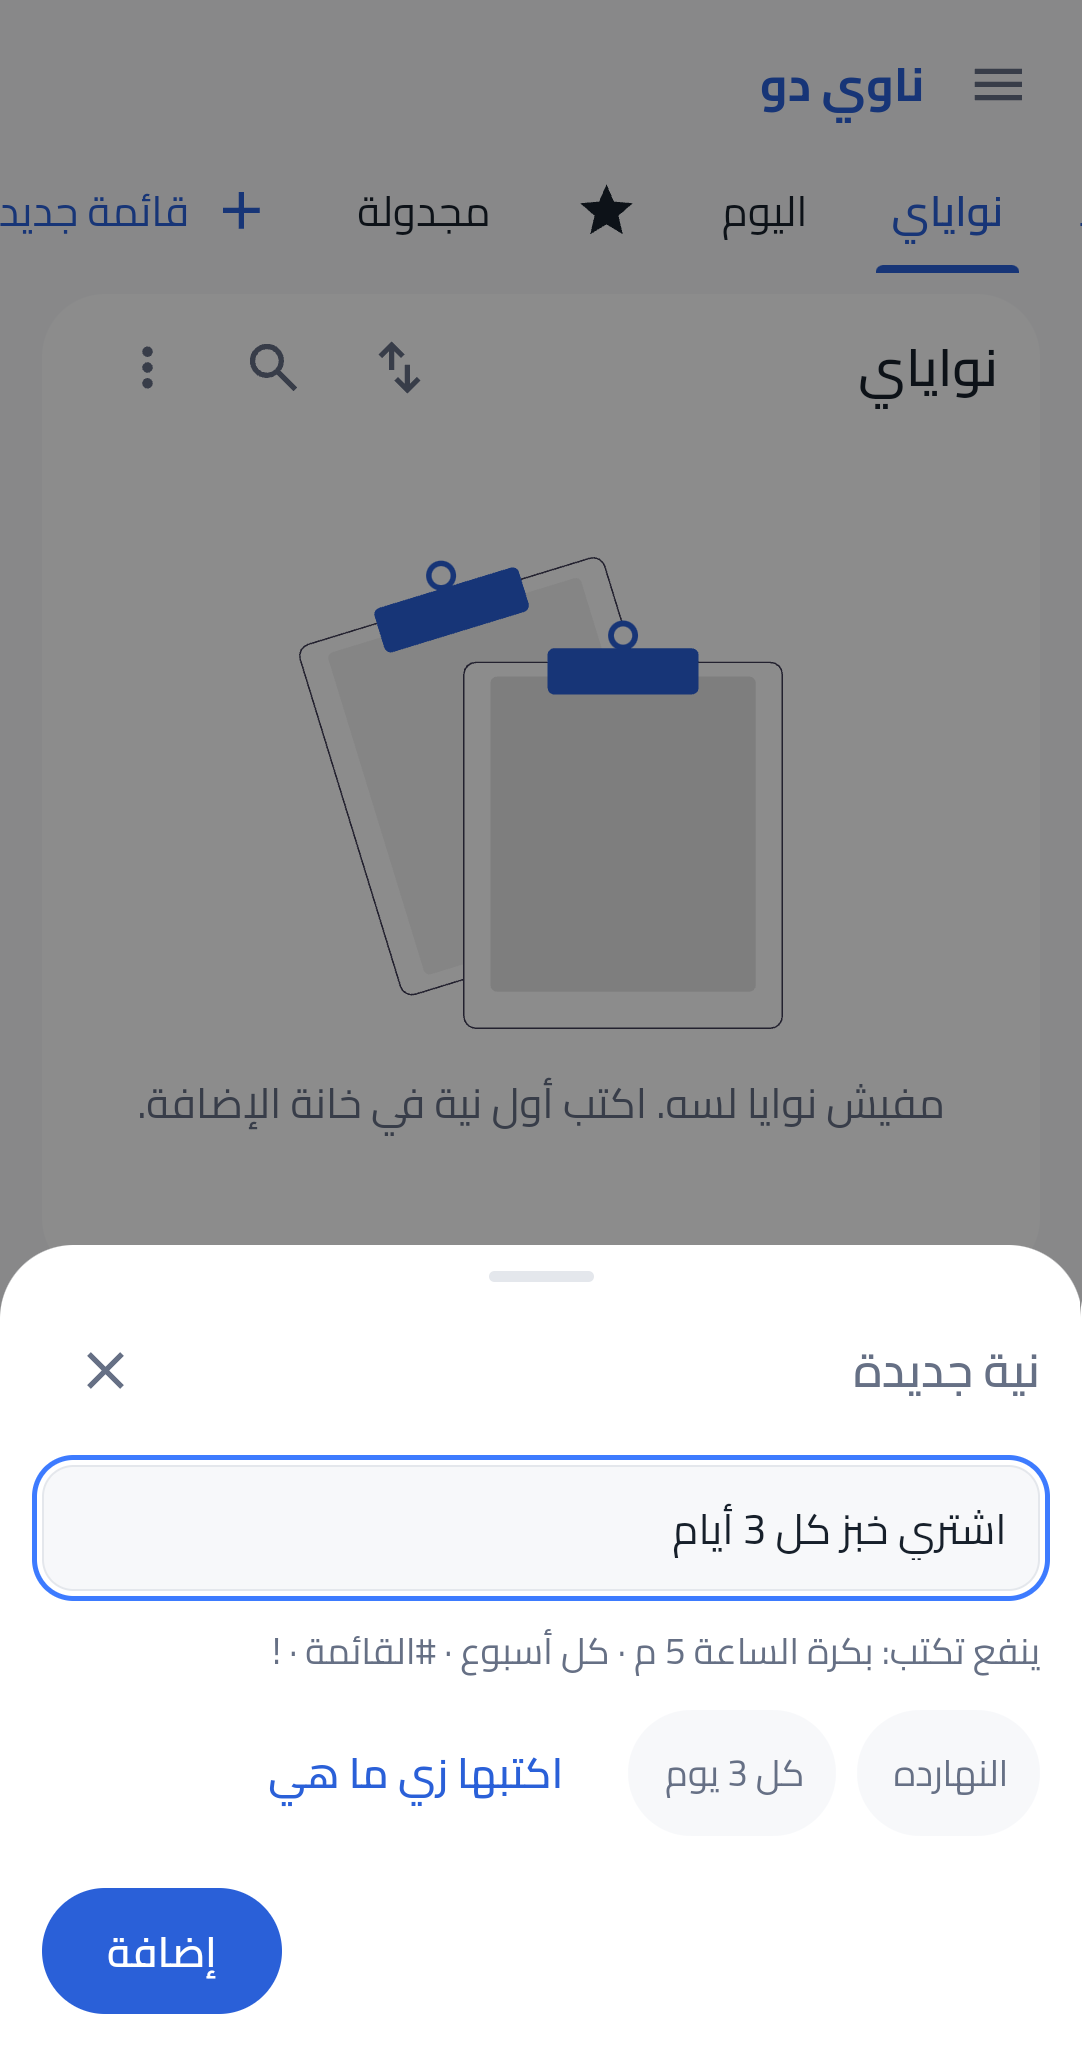 ناوي دو
نواياي
اليوم
مجدولة
قائمة جديد
نواياي
مفيش نوايا لسه. اكتب أول نية في خانة الإضافة.
نية جديدة
اشتري خبز كل 3 أيام
ينفع تكتب: بكرة الساعة 5 م · كل أسبوع · #القائمة · !
النهارده
كل 3 يوم
اكتبها زي ما هي
إضافة